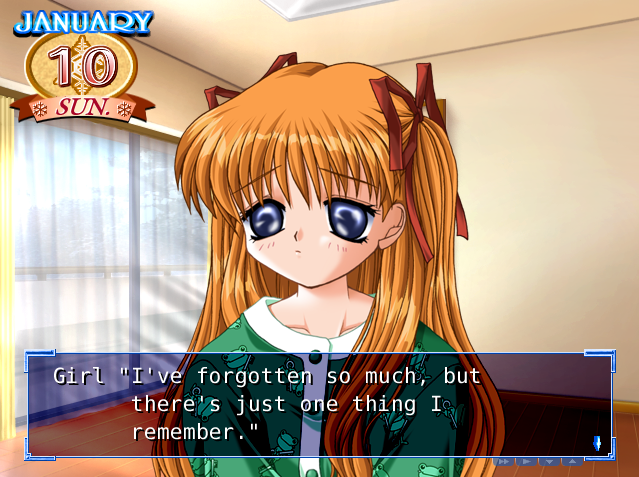 JANUARY
10
SUN.
Girl "I've forgotten so much, but
there's just one thing I
remember."